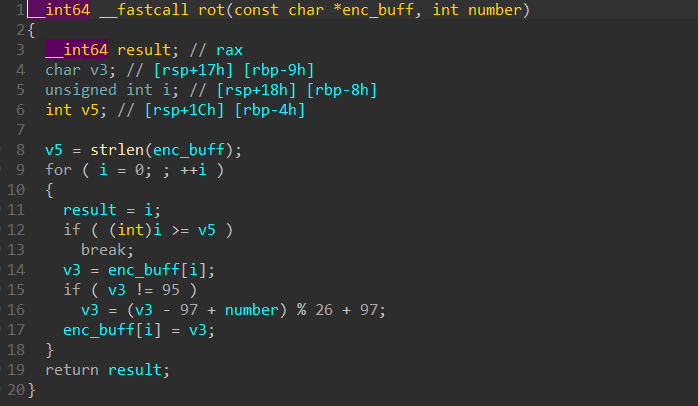 1 __int64 __fastcall rot(const char *enc_buff, int number)
2 {
3   __int64 result; // rax
4   char v3; // [rsp+17h] [rbp-9h]
5   unsigned int i; // [rsp+18h] [rbp-8h]
6   int v5; // [rsp+1Ch] [rbp-4h]
7
8   v5 = strlen(enc_buff);
9   for ( i = 0; ; ++i )
10   {
11     result = i;
12     if ( (int)i >= v5 )
13       break;
14     v3 = enc_buff[i];
15     if ( v3 != 95 )
16       v3 = (v3 - 97 + number) % 26 + 97;
17     enc_buff[i] = v3;
18   }
19   return result;
20 }